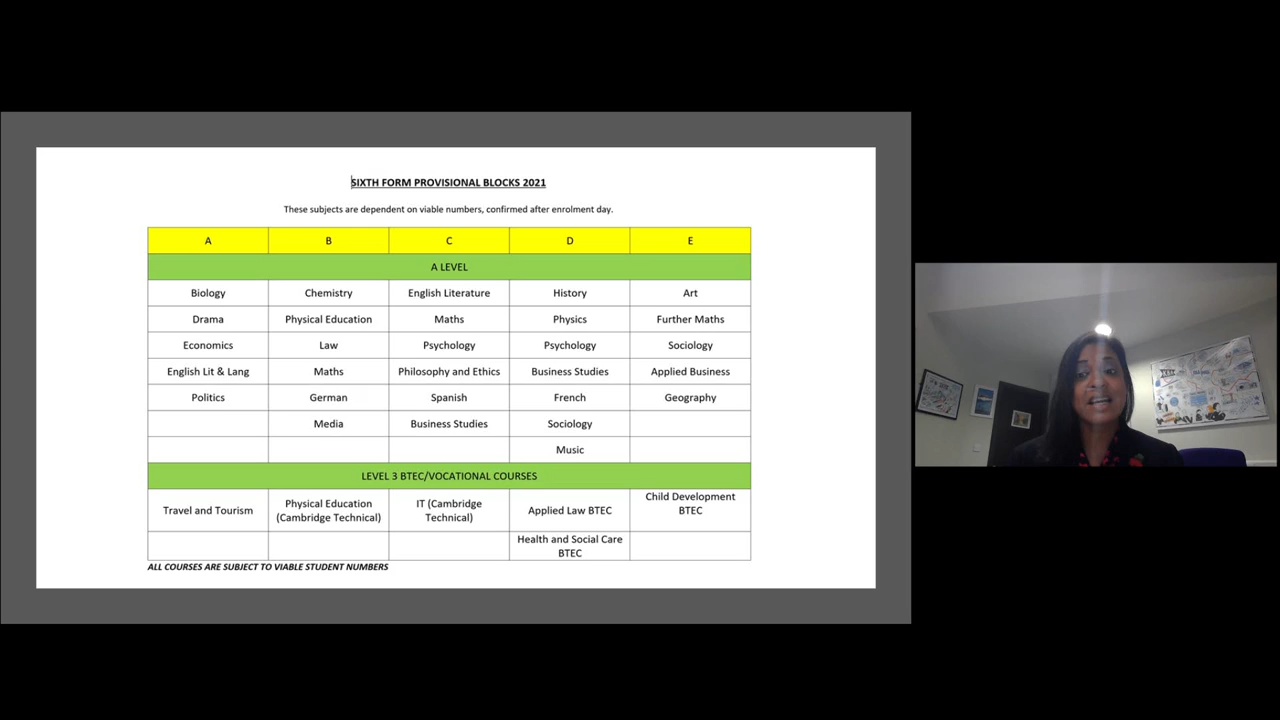 SIXTH FORM PROVISIONAL BLOCKS 2021
These subjects are dependent on viable numbers, confirmed after enrolment day.
A B C D E
A LEVEL
Biology Chemistry English Literature History Art
Drama Physical Education Maths Physics Further Maths
Economics Law Psychology Psychology Sociology
English Lit & Lang Maths Philosophy and Ethics Business Studies Applied Business
Politics German Spanish French Geography
Media Business Studies Sociology
Music
LEVEL 3 BTEC/VOCATIONAL COURSES
Travel and Tourism
Physical Education
(Cambridge Technical)
IT (Cambridge
Technical)
Applied Law BTEC
Child Development
BTEC
Health and Social Care
BTEC
ALL COURSES ARE SUBJECT TO VIABLE STUDENT NUMBERS